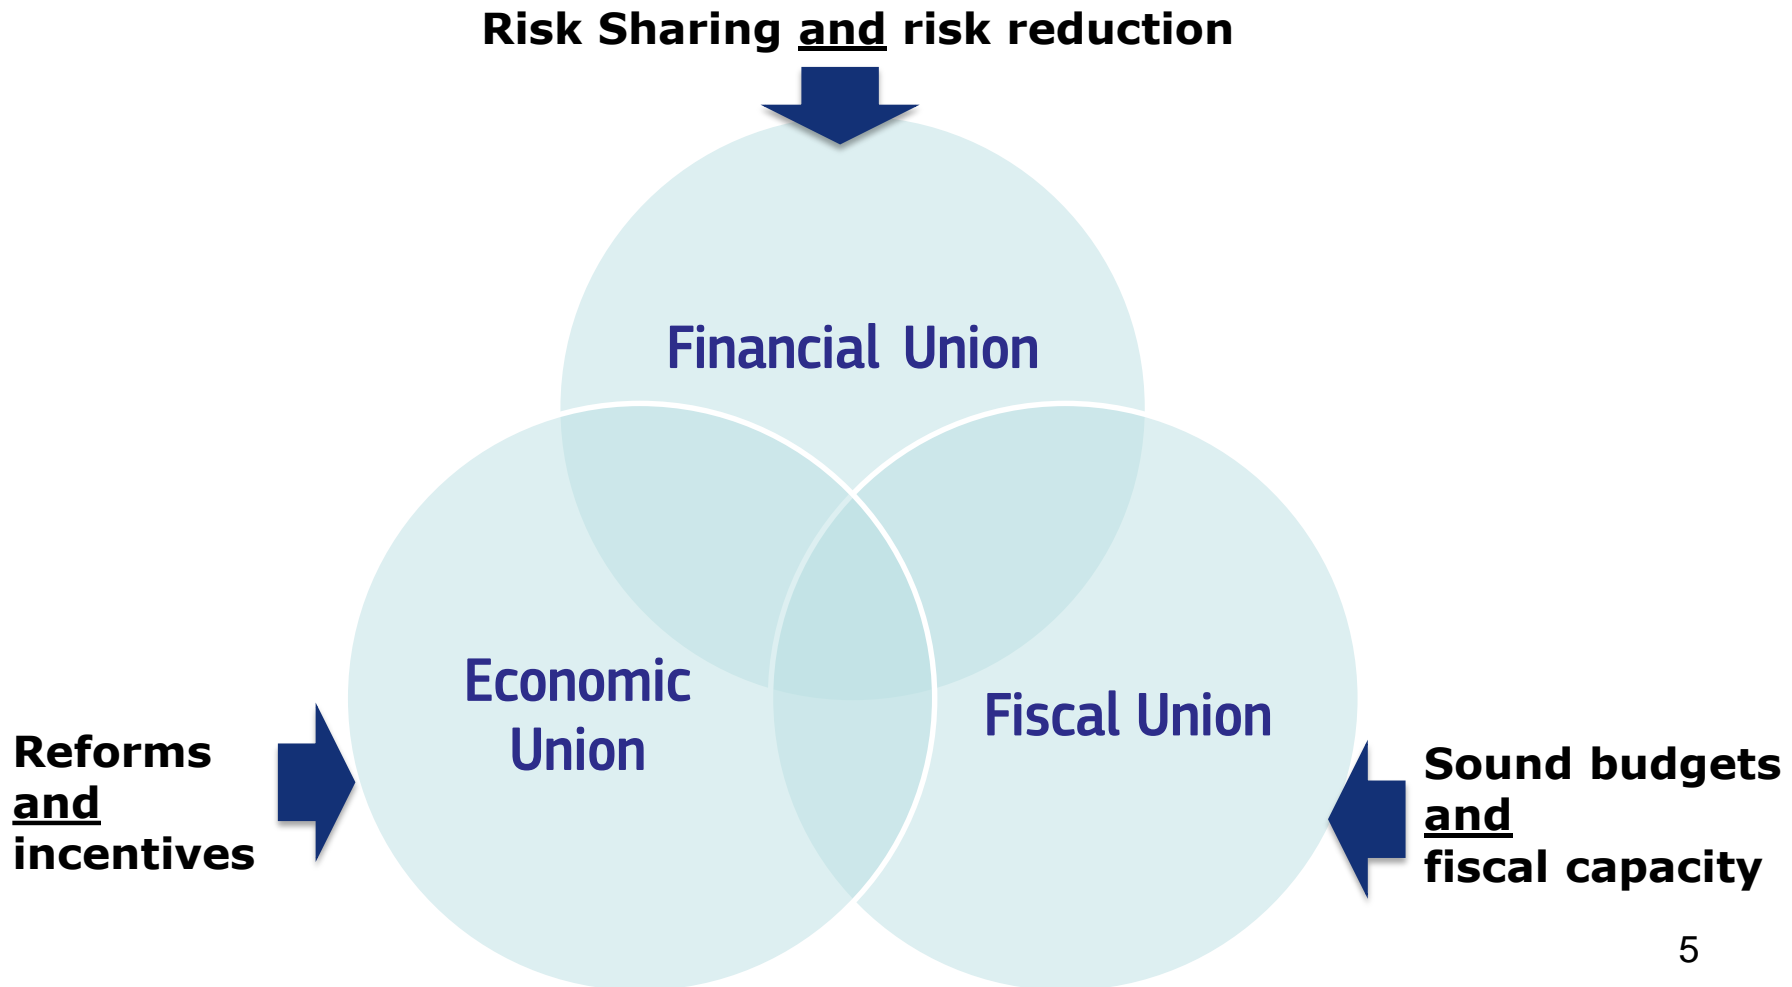 Risk Sharing and risk reduction
Financial Union
Economic
Union
Fiscal Union
Reforms
and
incentives
Sound budgets
and
fiscal capacity
5